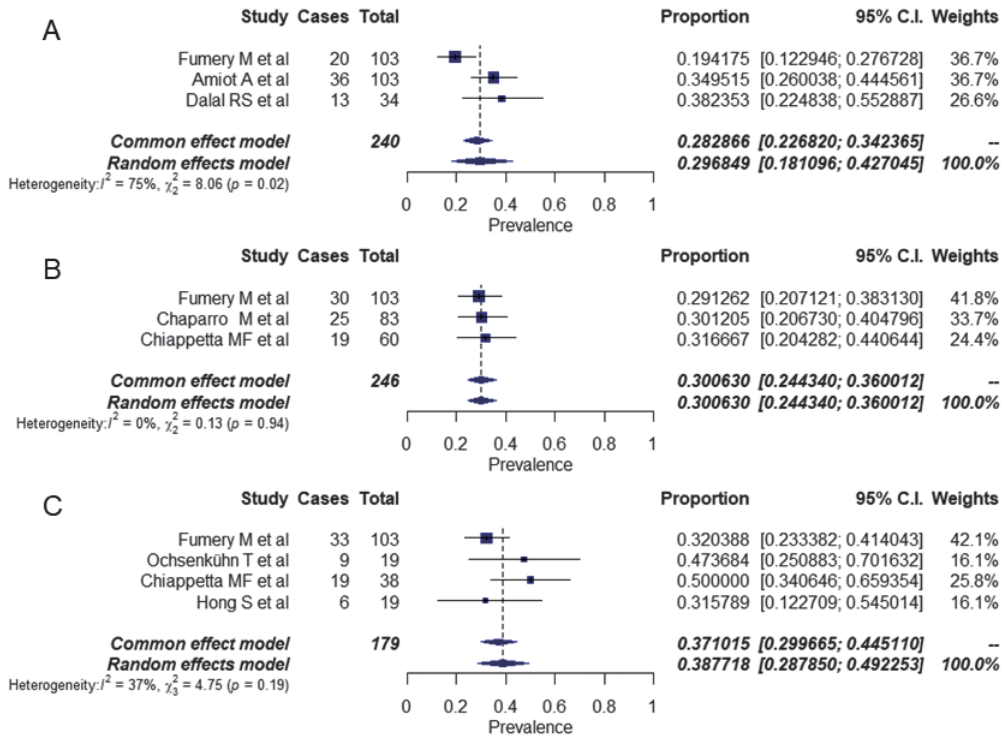 A
Study Cases Total Proportion 95% C.I. Weights
Fumery M et al 20 103 0.194175 [0.122946; 0.276728] 36.7%
Amiot A et al 36 103 0.349515 [0.260038; 0.444561] 36.7%
Dalal RS et al 13 34 0.382353 [0.224838; 0.552887] 26.6%
Common effect model 240 0.282866 [0.226820; 0.342365] --
Random effects model 0.296849 [0.181096; 0.427045] 100.0%
Heterogeneity: I² = 75%, χ²₂ = 8.06 (p = 0.02)
0 0.2 0.4 0.6 0.8 1
Prevalence
B
Study Cases Total Proportion 95% C.I. Weights
Fumery M et al 30 103 0.291262 [0.207121; 0.383130] 41.8%
Chaparro M et al 25 83 0.301205 [0.206730; 0.404796] 33.7%
Chiappetta MF et al 19 60 0.316667 [0.204282; 0.440644] 24.4%
Common effect model 246 0.300630 [0.244340; 0.360012] --
Random effects model 0.300630 [0.244340; 0.360012] 100.0%
Heterogeneity: I² = 0%, χ²₂ = 0.13 (p = 0.94)
0 0.2 0.4 0.6 0.8 1
Prevalence
C
Study Cases Total Proportion 95% C.I. Weights
Fumery M et al 33 103 0.320388 [0.233382; 0.414043] 42.1%
Ochsenkühn T et al 9 19 0.473684 [0.250883; 0.701632] 16.1%
Chiappetta MF et al 19 38 0.500000 [0.340646; 0.659354] 25.8%
Hong S et al 6 19 0.315789 [0.122709; 0.545014] 16.1%
Common effect model 179 0.371015 [0.299665; 0.445110] --
Random effects model 0.387718 [0.287850; 0.492253] 100.0%
Heterogeneity: I² = 37%, χ²₃ = 4.75 (p = 0.19)
0 0.2 0.4 0.6 0.8 1
Prevalence